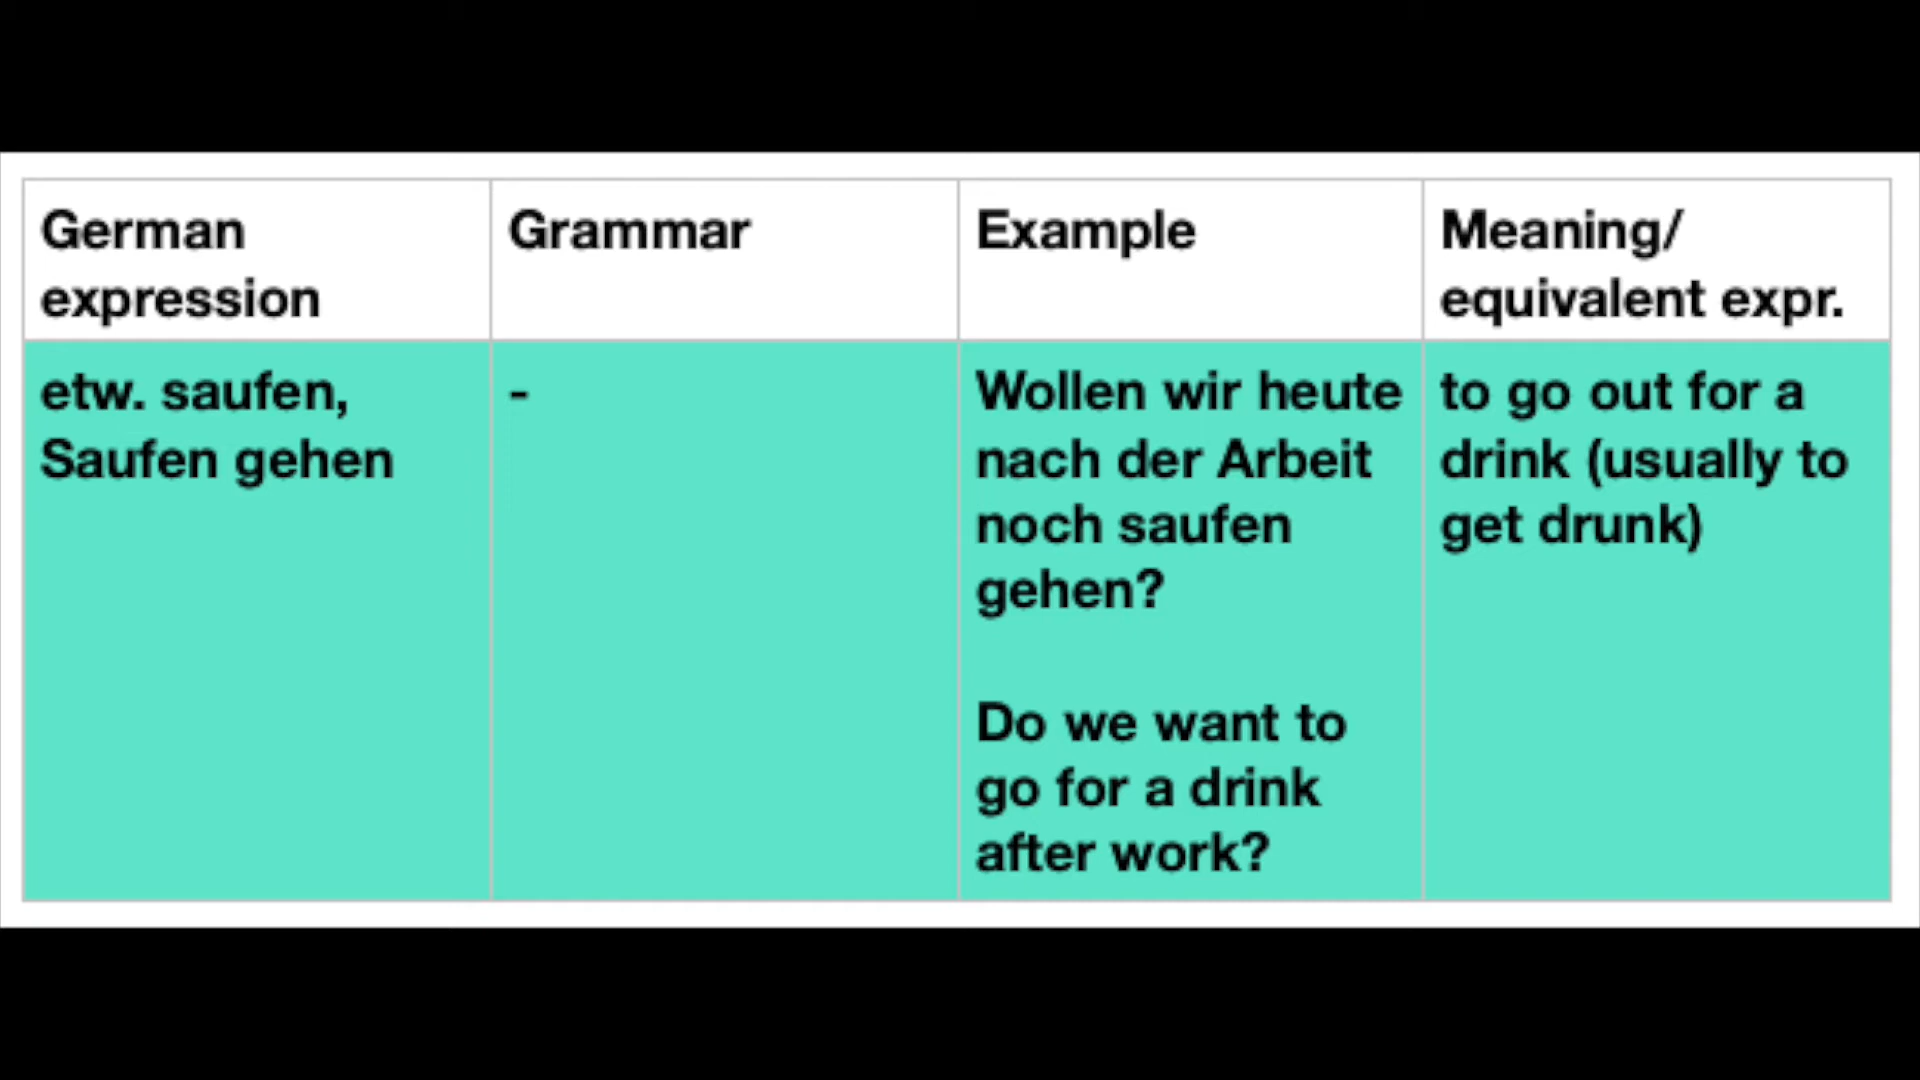 German
expression
Grammar
Example
Meaning/
equivalent expr.
etw. saufen,
Saufen gehen
-
Wollen wir heute
nach der Arbeit
noch saufen
gehen?
Do we want to
go for a drink
after work?
to go out for a
drink (usually to
get drunk)